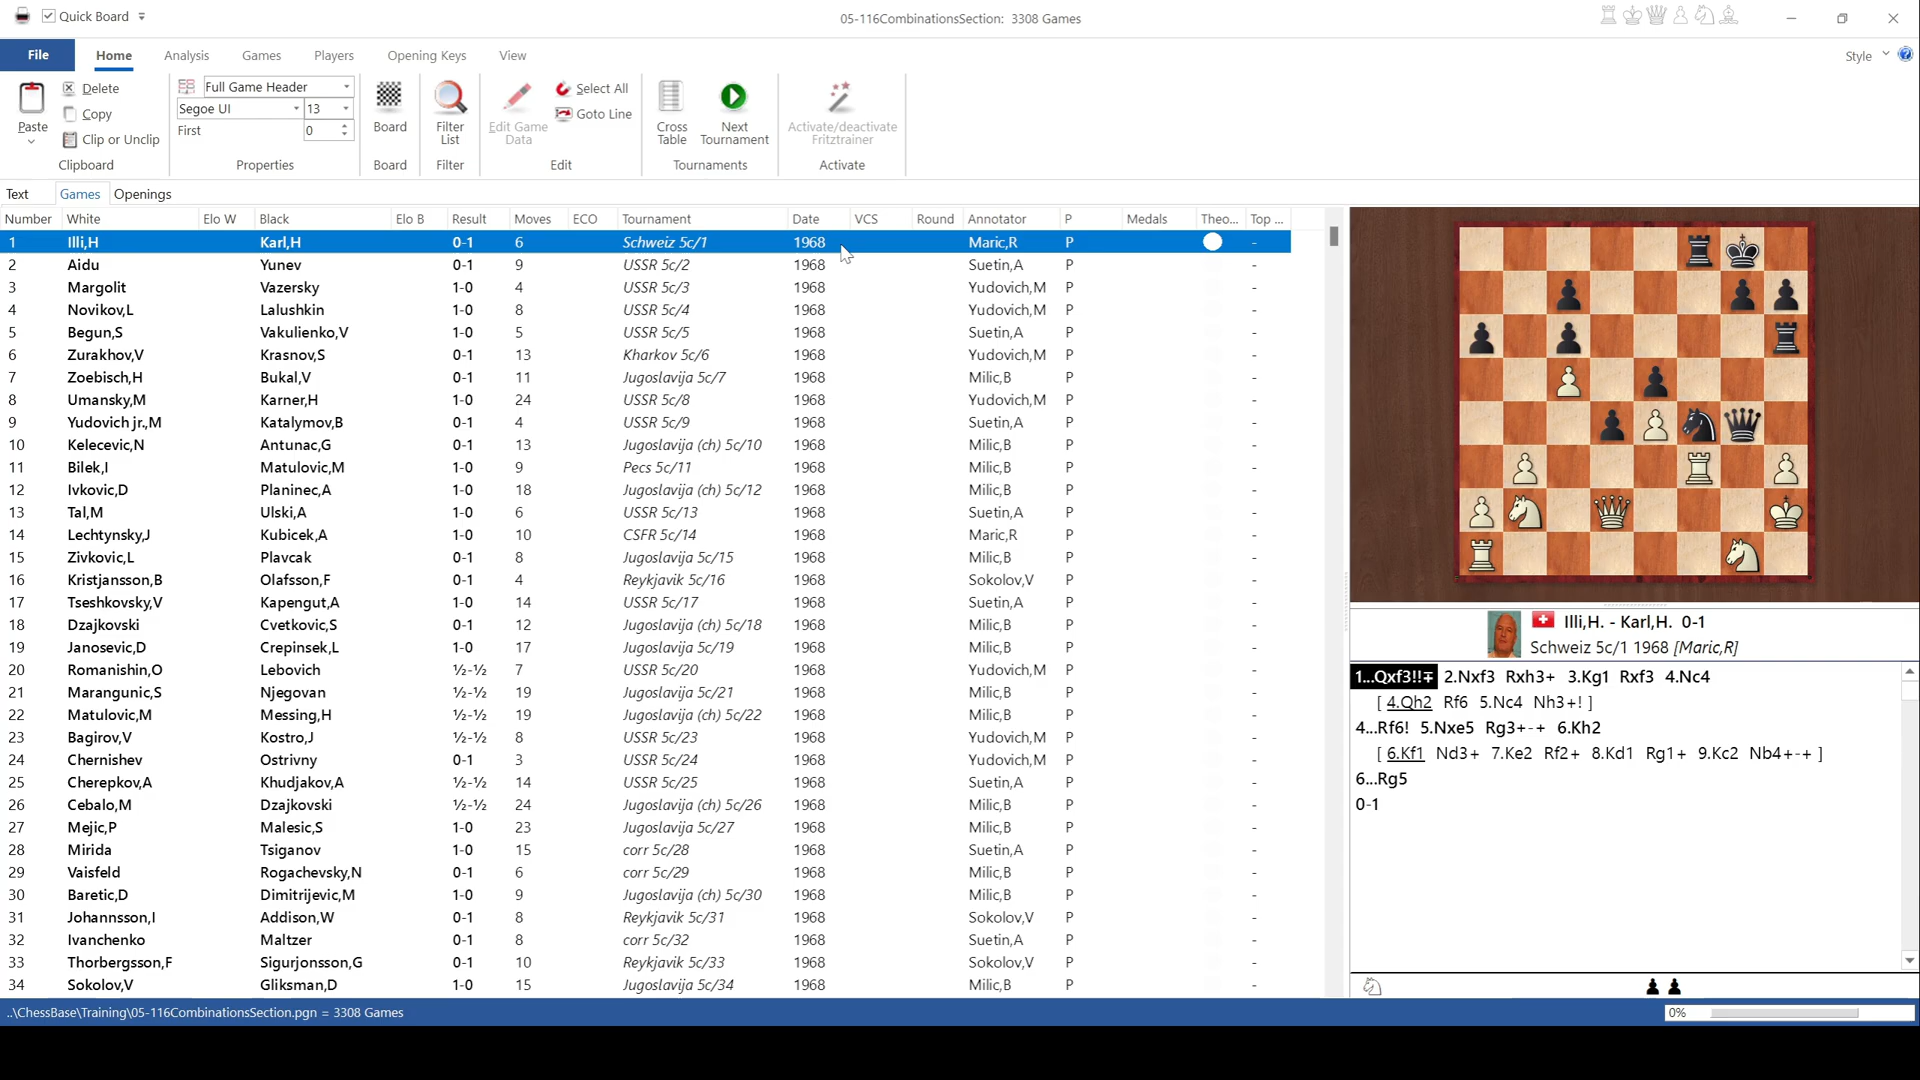 Quick Board
05-116CombinationsSection: 3308 Games
File Home Analysis Games Players Opening Keys View Style
Paste Delete Copy Clip or Unclip Clipboard
Full Game Header
Segoe UI 13
First 0
Properties
Board Board
Filter List Filter
Edit Game Data Select All Goto Line Edit
Cross Table Next Tournament Tournaments
Activate/deactivate Fritztrainer Activate
Text Games Openings
Number White Elo W Black Elo B Result Moves ECO Tournament Date VCS Round Annotator P Medals Theo... Top ...
1 Illi,H Karl,H 0-1 6 Schweiz 5c/1 1968 Maric,R P -
2 Aidu Yunev 0-1 9 USSR 5c/2 1968 Suetin,A P -
3 Margolit Vazersky 1-0 4 USSR 5c/3 1968 Yudovich,M P -
4 Novikov,L Lalushkin 1-0 8 USSR 5c/4 1968 Yudovich,M P -
5 Begun,S Vakulienko,V 1-0 5 USSR 5c/5 1968 Suetin,A P -
6 Zurakhov,V Krasnov,S 0-1 13 Kharkov 5c/6 1968 Yudovich,M P -
7 Zoebisch,H Bukal,V 0-1 11 Jugoslavija 5c/7 1968 Milic,B P -
8 Umansky,M Karner,H 1-0 24 USSR 5c/8 1968 Yudovich,M P -
9 Yudovich jr.,M Katalymov,B 0-1 4 USSR 5c/9 1968 Suetin,A P -
10 Kelecevic,N Antunac,G 0-1 13 Jugoslavija (ch) 5c/10 1968 Milic,B P -
11 Bilek,I Matulovic,M 1-0 9 Pecs 5c/11 1968 Milic,B P -
12 Ivkovic,D Planinec,A 1-0 18 Jugoslavija (ch) 5c/12 1968 Milic,B P -
13 Tal,M Ulski,A 1-0 6 USSR 5c/13 1968 Suetin,A P -
14 Lechtynsky,J Kubicek,A 1-0 10 CSFR 5c/14 1968 Maric,R P -
15 Zivkovic,L Plavcak 0-1 8 Jugoslavija 5c/15 1968 Milic,B P -
16 Kristjansson,B Olafsson,F 0-1 4 Reykjavik 5c/16 1968 Sokolov,V P -
17 Tseshkovsky,V Kapengut,A 1-0 14 USSR 5c/17 1968 Suetin,A P -
18 Dzajkovski Cvetkovic,S 0-1 12 Jugoslavija (ch) 5c/18 1968 Milic,B P -
19 Janosevic,D Crepinsek,L 1-0 17 Jugoslavija 5c/19 1968 Milic,B P -
20 Romanishin,O Lebovich ½-½ 7 USSR 5c/20 1968 Yudovich,M P -
21 Marangunic,S Njegovan ½-½ 19 Jugoslavija 5c/21 1968 Milic,B P -
22 Matulovic,M Messing,H ½-½ 19 Jugoslavija (ch) 5c/22 1968 Milic,B P -
23 Bagirov,V Kostro,J ½-½ 8 USSR 5c/23 1968 Yudovich,M P -
24 Chernishev Ostrivny 0-1 3 USSR 5c/24 1968 Yudovich,M P -
25 Cherepkov,A Khudjakov,A ½-½ 14 USSR 5c/25 1968 Suetin,A P -
26 Cebalo,M Dzajkovski ½-½ 24 Jugoslavija (ch) 5c/26 1968 Milic,B P -
27 Mejic,P Malesic,S 1-0 23 Jugoslavija 5c/27 1968 Milic,B P -
28 Mirida Tsiganov 1-0 15 corr 5c/28 1968 Suetin,A P -
29 Vaisfeld Rogachevsky,N 0-1 6 corr 5c/29 1968 Milic,B P -
30 Baretic,D Dimitrijevic,M 1-0 9 Jugoslavija (ch) 5c/30 1968 Milic,B P -
31 Johannsson,I Addison,W 0-1 8 Reykjavik 5c/31 1968 Sokolov,V P -
32 Ivanchenko Maltzer 0-1 8 corr 5c/32 1968 Suetin,A P -
33 Thorbergsson,F Sigurjonsson,G 0-1 10 Reykjavik 5c/33 1968 Sokolov,V P -
34 Sokolov,V Gliksman,D 1-0 15 Jugoslavija 5c/34 1968 Milic,B P -
Illi,H. - Karl,H. 0-1
Schweiz 5c/1 1968 [Maric,R]
1...Qxf3!!∓ 2.Nxf3 Rxh3+ 3.Kg1 Rxf3 4.Nc4
[ 4.Qh2 Rf6 5.Nc4 Nh3+! ]
4...Rf6! 5.Nxe5 Rg3+-+ 6.Kh2
[ 6.Kf1 Nd3+ 7.Ke2 Rf2+ 8.Kd1 Rg1+ 9.Kc2 Nb4+-+ ]
6...Rg5
0-1
..\ChessBase\Training\05-116CombinationsSection.pgn = 3308 Games
0%